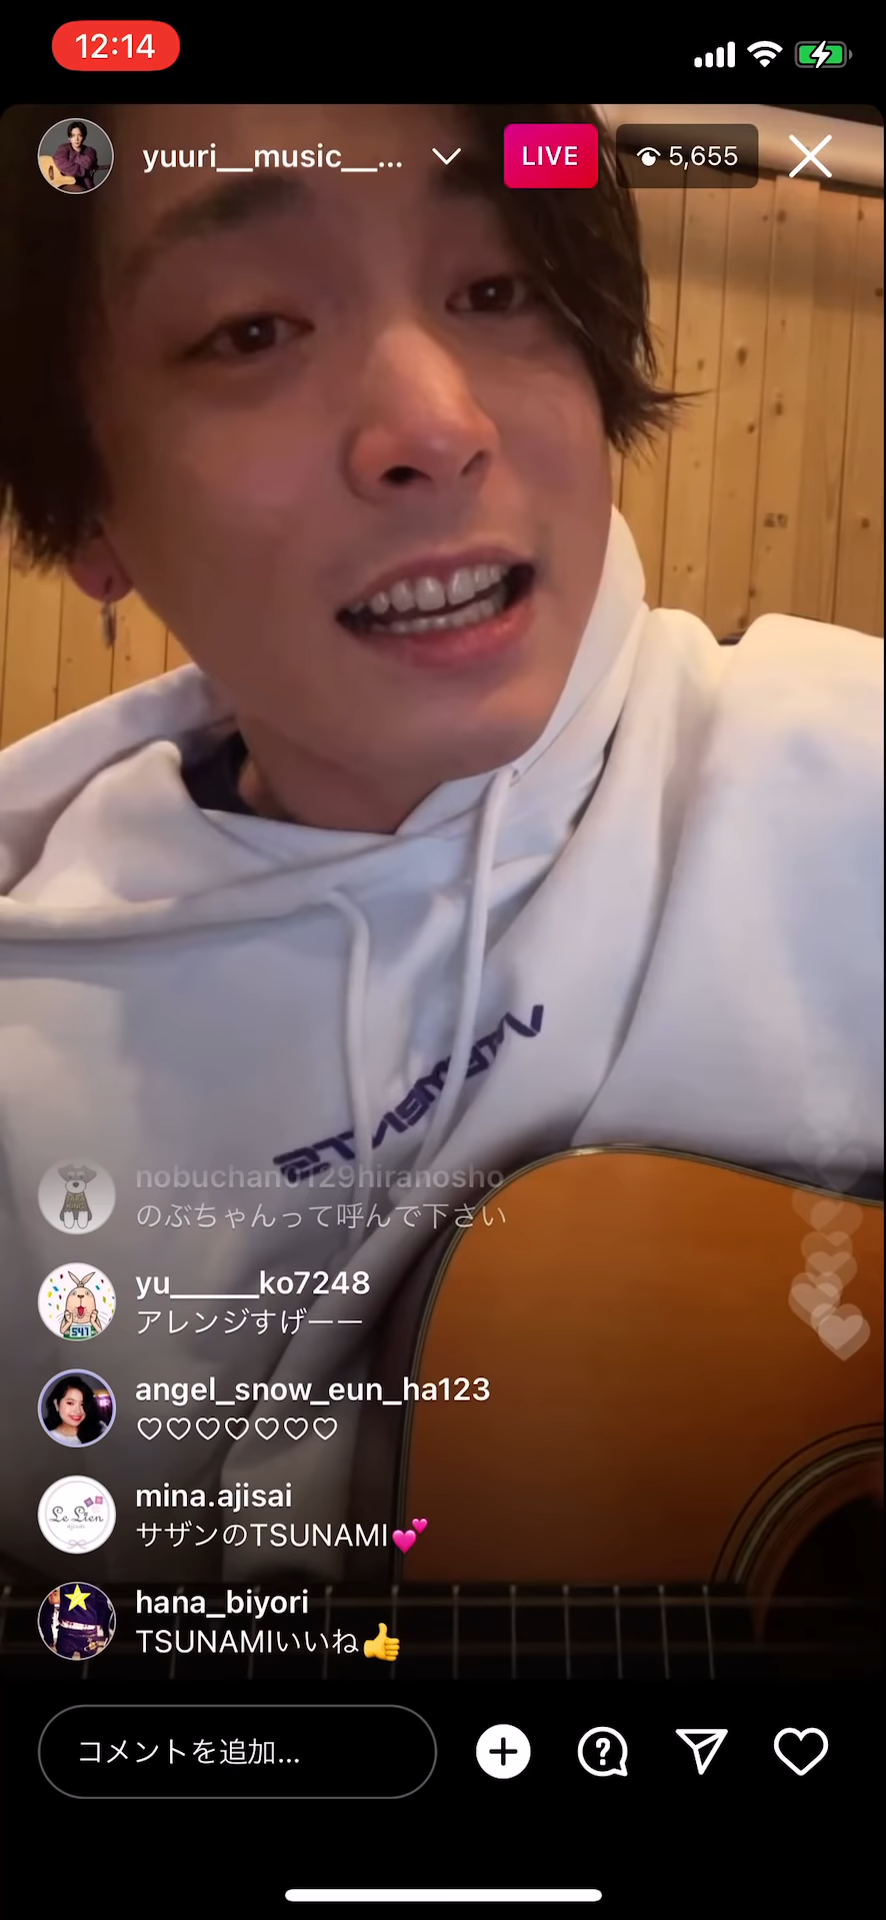 12:14
yuuri__music__...
LIVE
5,655
nobuchan0129hiranosho
のぶちゃんって呼んで下さい
yu_____ko7248
アレンジすげーー
angel_snow_eun_ha123
♡♡♡♡♡♡♡
mina.ajisai
サザンのTSUNAMI💕
hana_biyori
TSUNAMIいいね👍
コメントを追加...
Le Lien
541